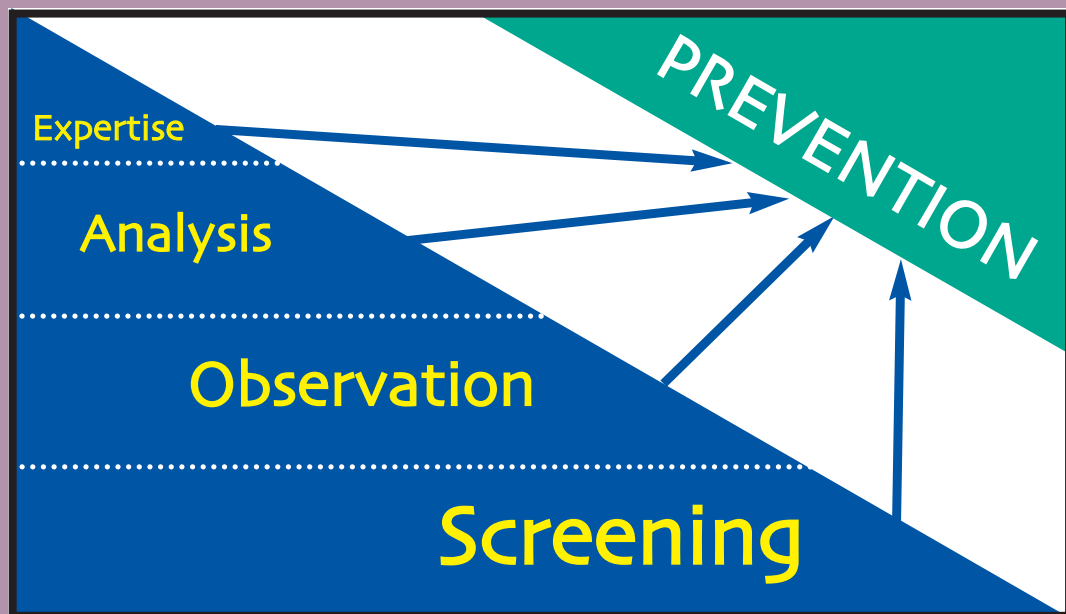 PREVENTION
Expertise
Analysis
Observation
Screening